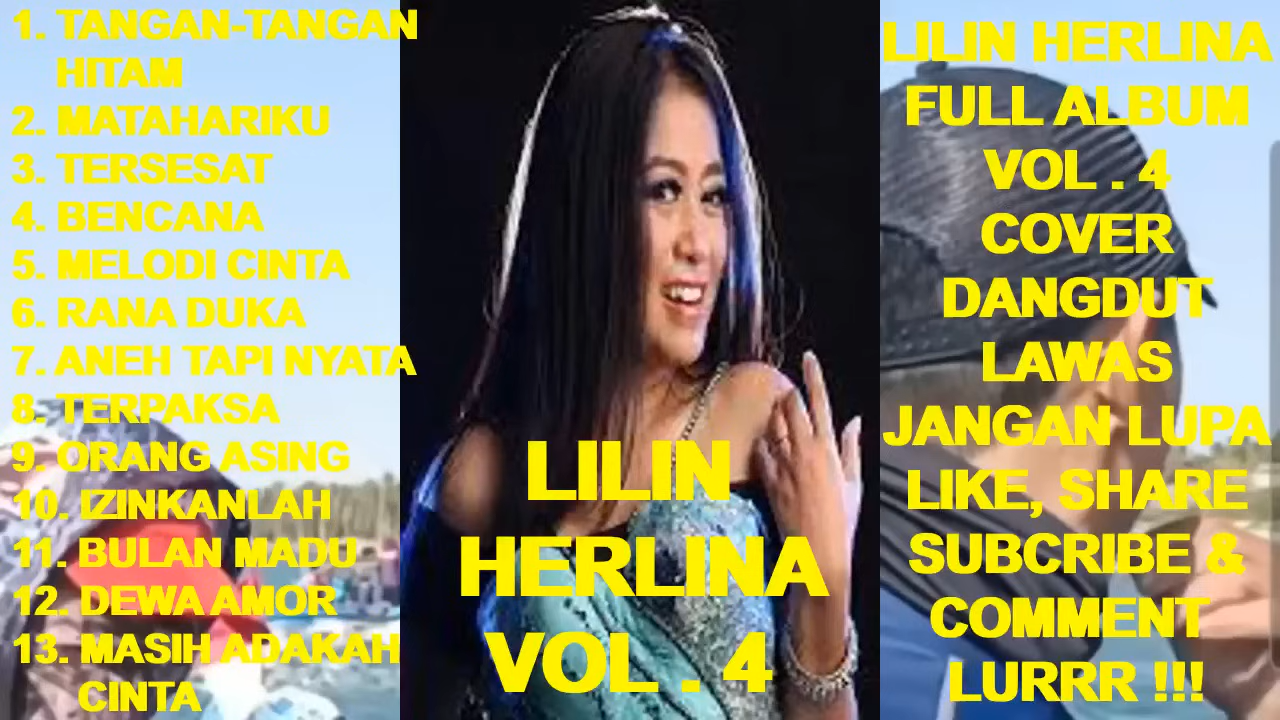 1. TANGAN-TANGAN
HITAM
2. MATAHARIKU
3. TERSESAT
4. BENCANA
5. MELODI CINTA
6. RANA DUKA
7. ANEH TAPI NYATA
8. TERPAKSA
9. ORANG ASING
10. IZINKANLAH
11. BULAN MADU
12. DEWA AMOR
13. MASIH ADAKAH
CINTA
LILIN
HERLINA
VOL . 4
LILIN HERLINA
FULL ALBUM
VOL . 4
COVER
DANGDUT
LAWAS
JANGAN LUPA
LIKE, SHARE
SUBCRIBE &
COMMENT
LURRR !!!